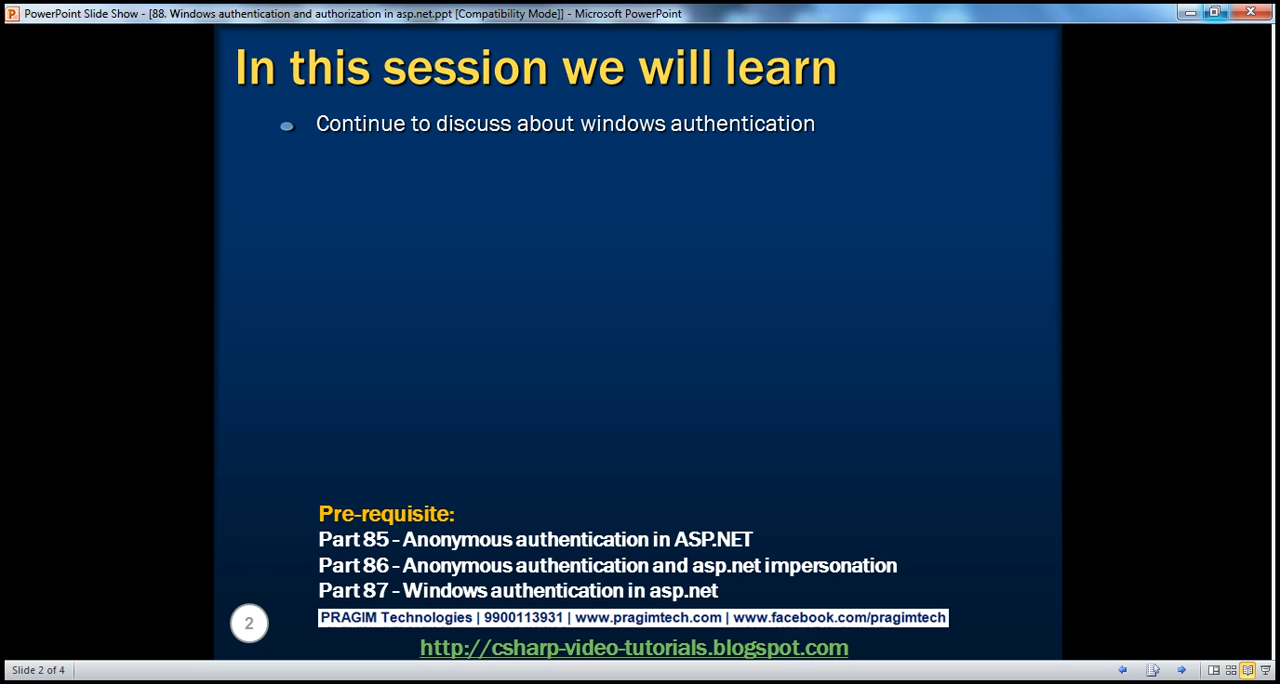 PowerPoint Slide Show - [88. Windows authentication and authorization in asp.net.ppt [Compatibility Mode]] - Microsoft PowerPoint
In this session we will learn
Continue to discuss about windows authentication
Pre-requisite:
Part 85 - Anonymous authentication in ASP.NET
Part 86 - Anonymous authentication and asp.net impersonation
Part 87 - Windows authentication in asp.net
PRAGIM Technologies | 9900113931 | www.pragimtech.com | www.facebook.com/pragimtech
2
http://csharp-video-tutorials.blogspot.com
Slide 2 of 4